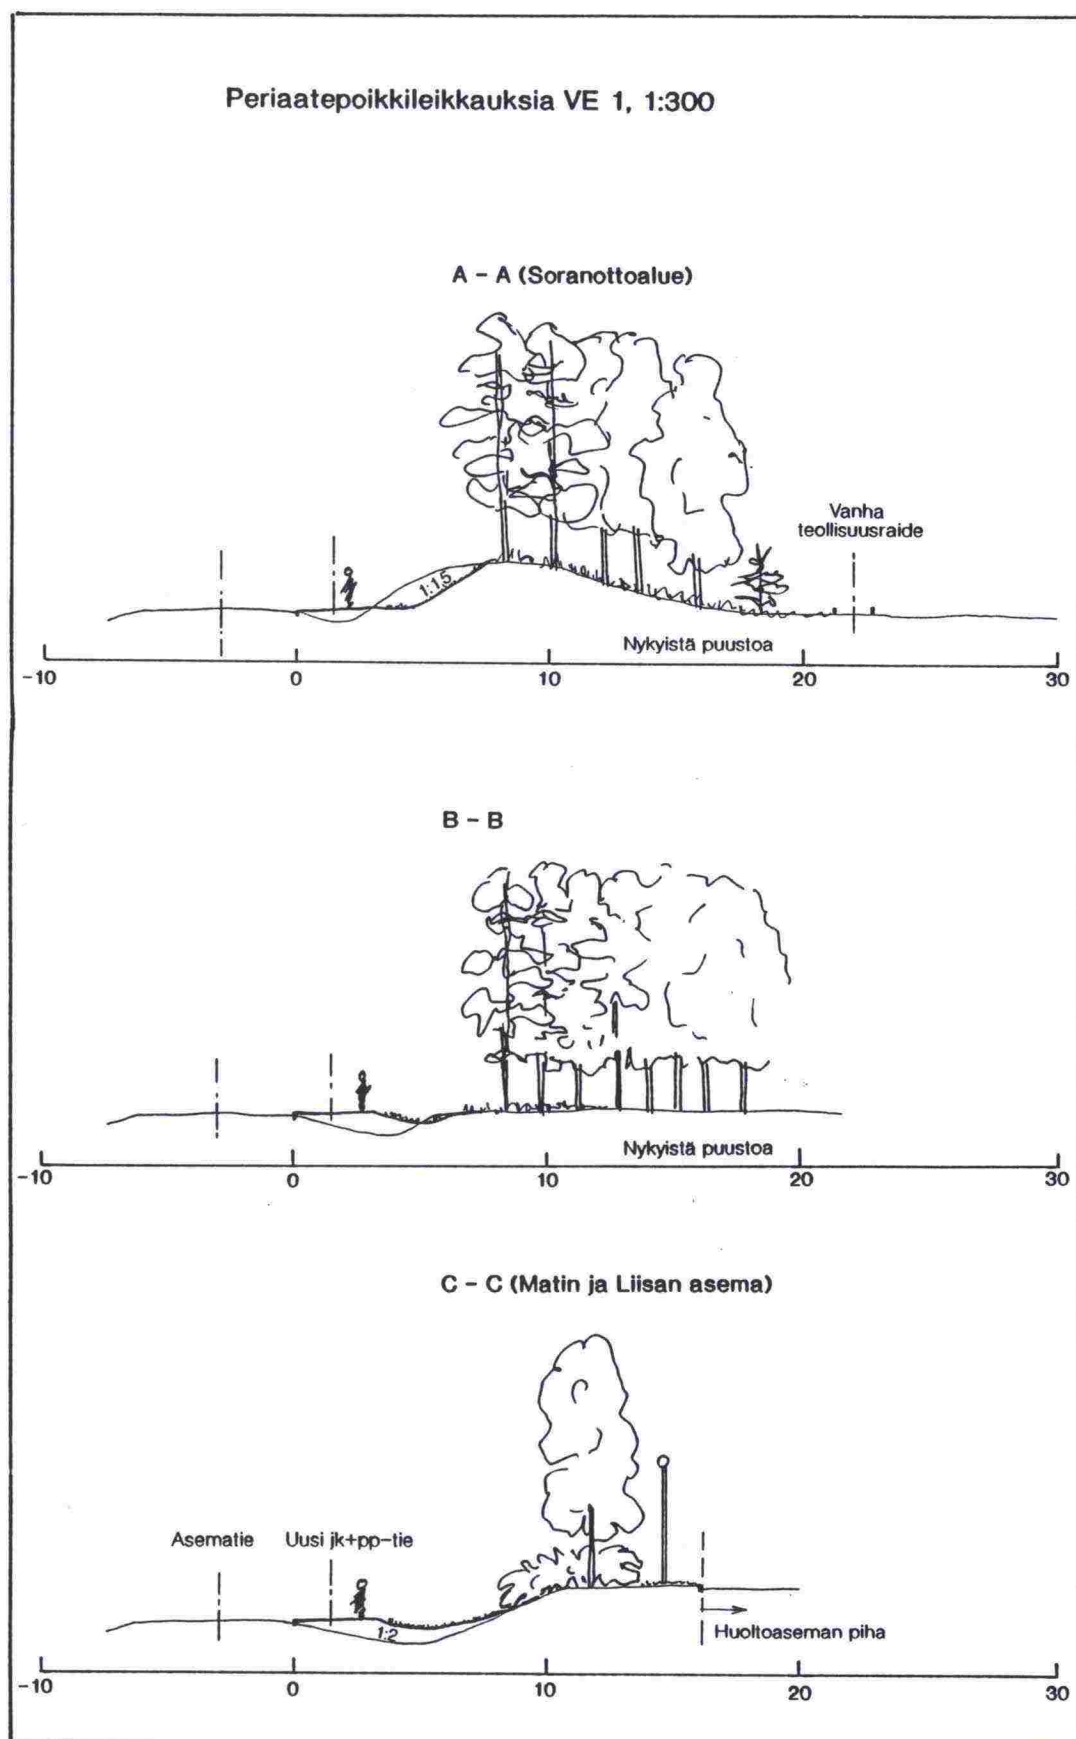 Periaatepoikkileikkauksia VE 1, 1:300
A - A (Soranottoalue)
Vanha
teollisuusraide
1:1.5
Nykyistä puustoa
-10 0 10 20 30
B - B
Nykyistä puustoa
-10 0 10 20 30
C - C (Matin ja Liisan asema)
Asematie Uusi jk+pp-tie
1:2
Huoltoaseman piha
-10 0 10 20 30